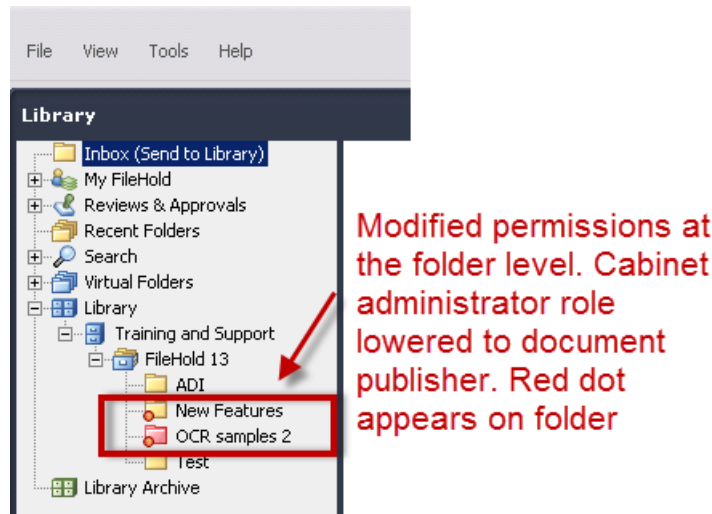 File View Tools Help
Library
Inbox (Send to Library)
My FileHold
Reviews & Approvals
Recent Folders
Search
Virtual Folders
Library
Training and Support
FileHold 13
ADI
New Features
OCR samples 2
Test
Library Archive
Modified permissions at
the folder level. Cabinet
administrator role
lowered to document
publisher. Red dot
appears on folder